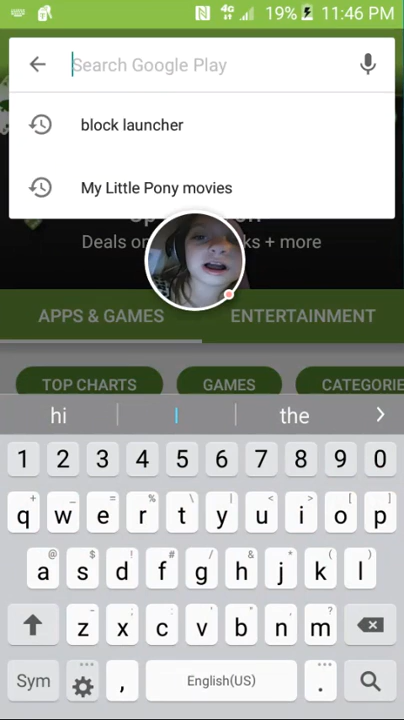 4G 19% 11:46 PM
Search Google Play
block launcher
My Little Pony movies
Deals on ks + more
APPS & GAMES ENTERTAINMENT
TOP CHARTS GAMES CATEGORIE
hi I the
1 2 3 4 5 6 7 8 9 0
+ _ = % \ | < > [ ]
q w e r t y u i o p
@ $ ! # / & * ( )
a s d f g h j k l
- ' " : ; , ?
z x c v b n m
Sym , English(US) .